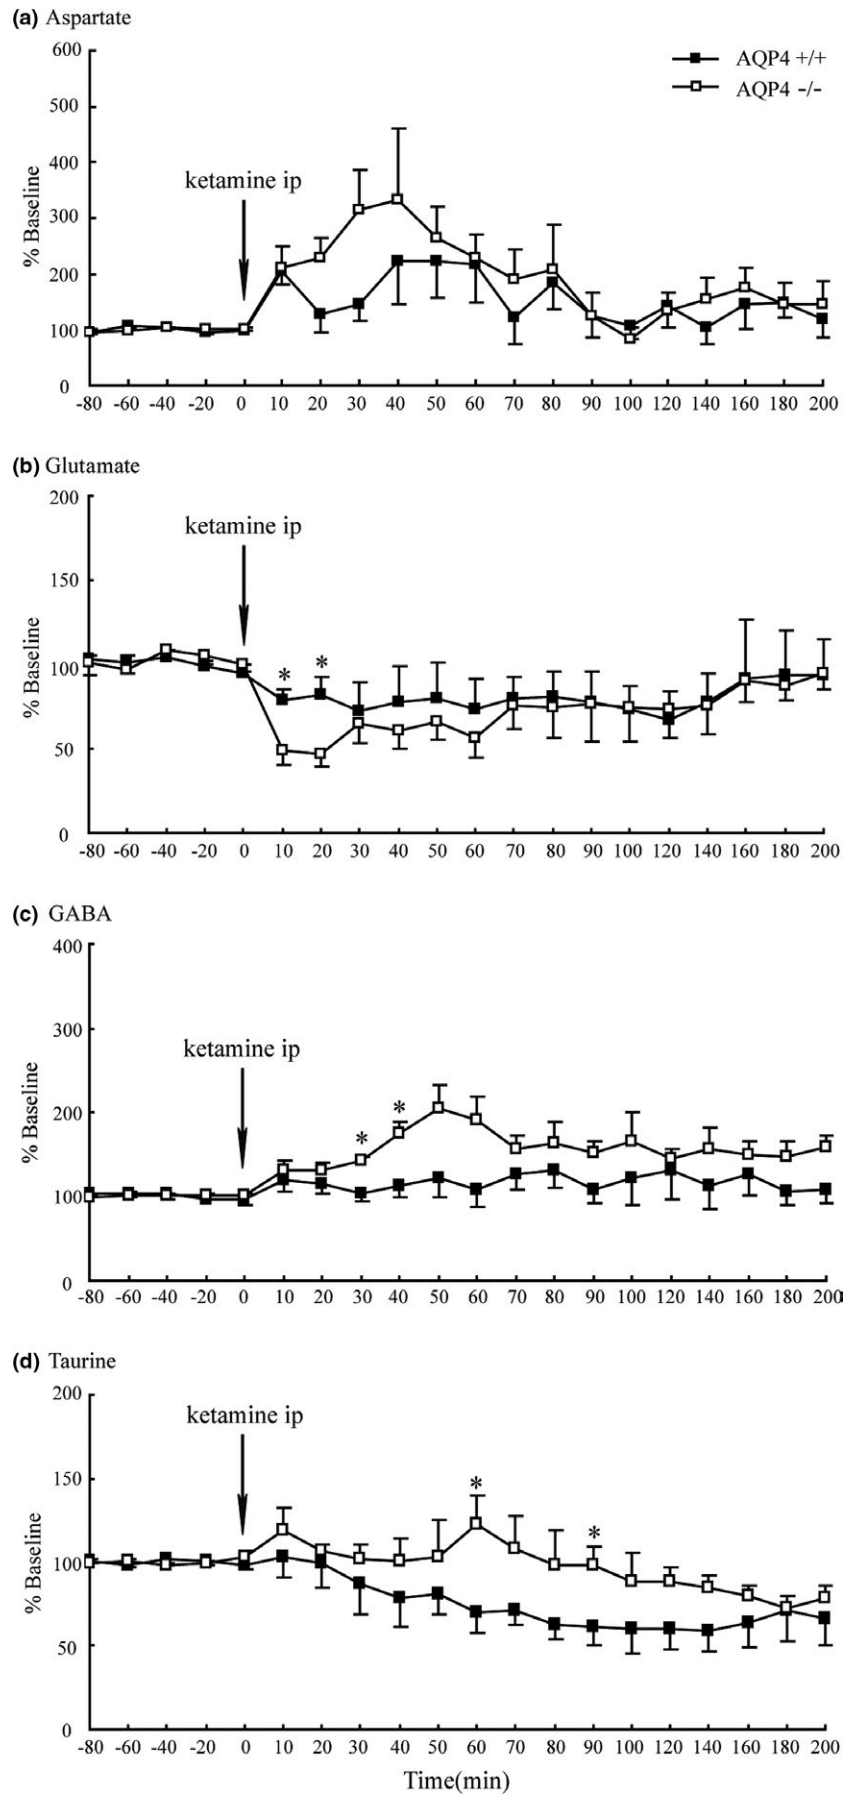 (a) Aspartate
600
AQP4 +/+
500
AQP4 -/-
400
ketamine ip
% Baseline
300
200
100
0
-80 -60 -40 -20 0 10 20 30 40 50 60 70 80 90 100 120 140 160 180 200
(b) Glutamate
200
ketamine ip
150
% Baseline
* *
100
50
0
-80 -60 -40 -20 0 10 20 30 40 50 60 70 80 90 100 120 140 160 180 200
(c) GABA
400
300
ketamine ip
% Baseline
200
* *
100
0
-80 -60 -40 -20 0 10 20 30 40 50 60 70 80 90 100 120 140 160 180 200
(d) Taurine
200
ketamine ip
150
% Baseline
* *
100
50
0
-80 -60 -40 -20 0 10 20 30 40 50 60 70 80 90 100 120 140 160 180 200
Time(min)